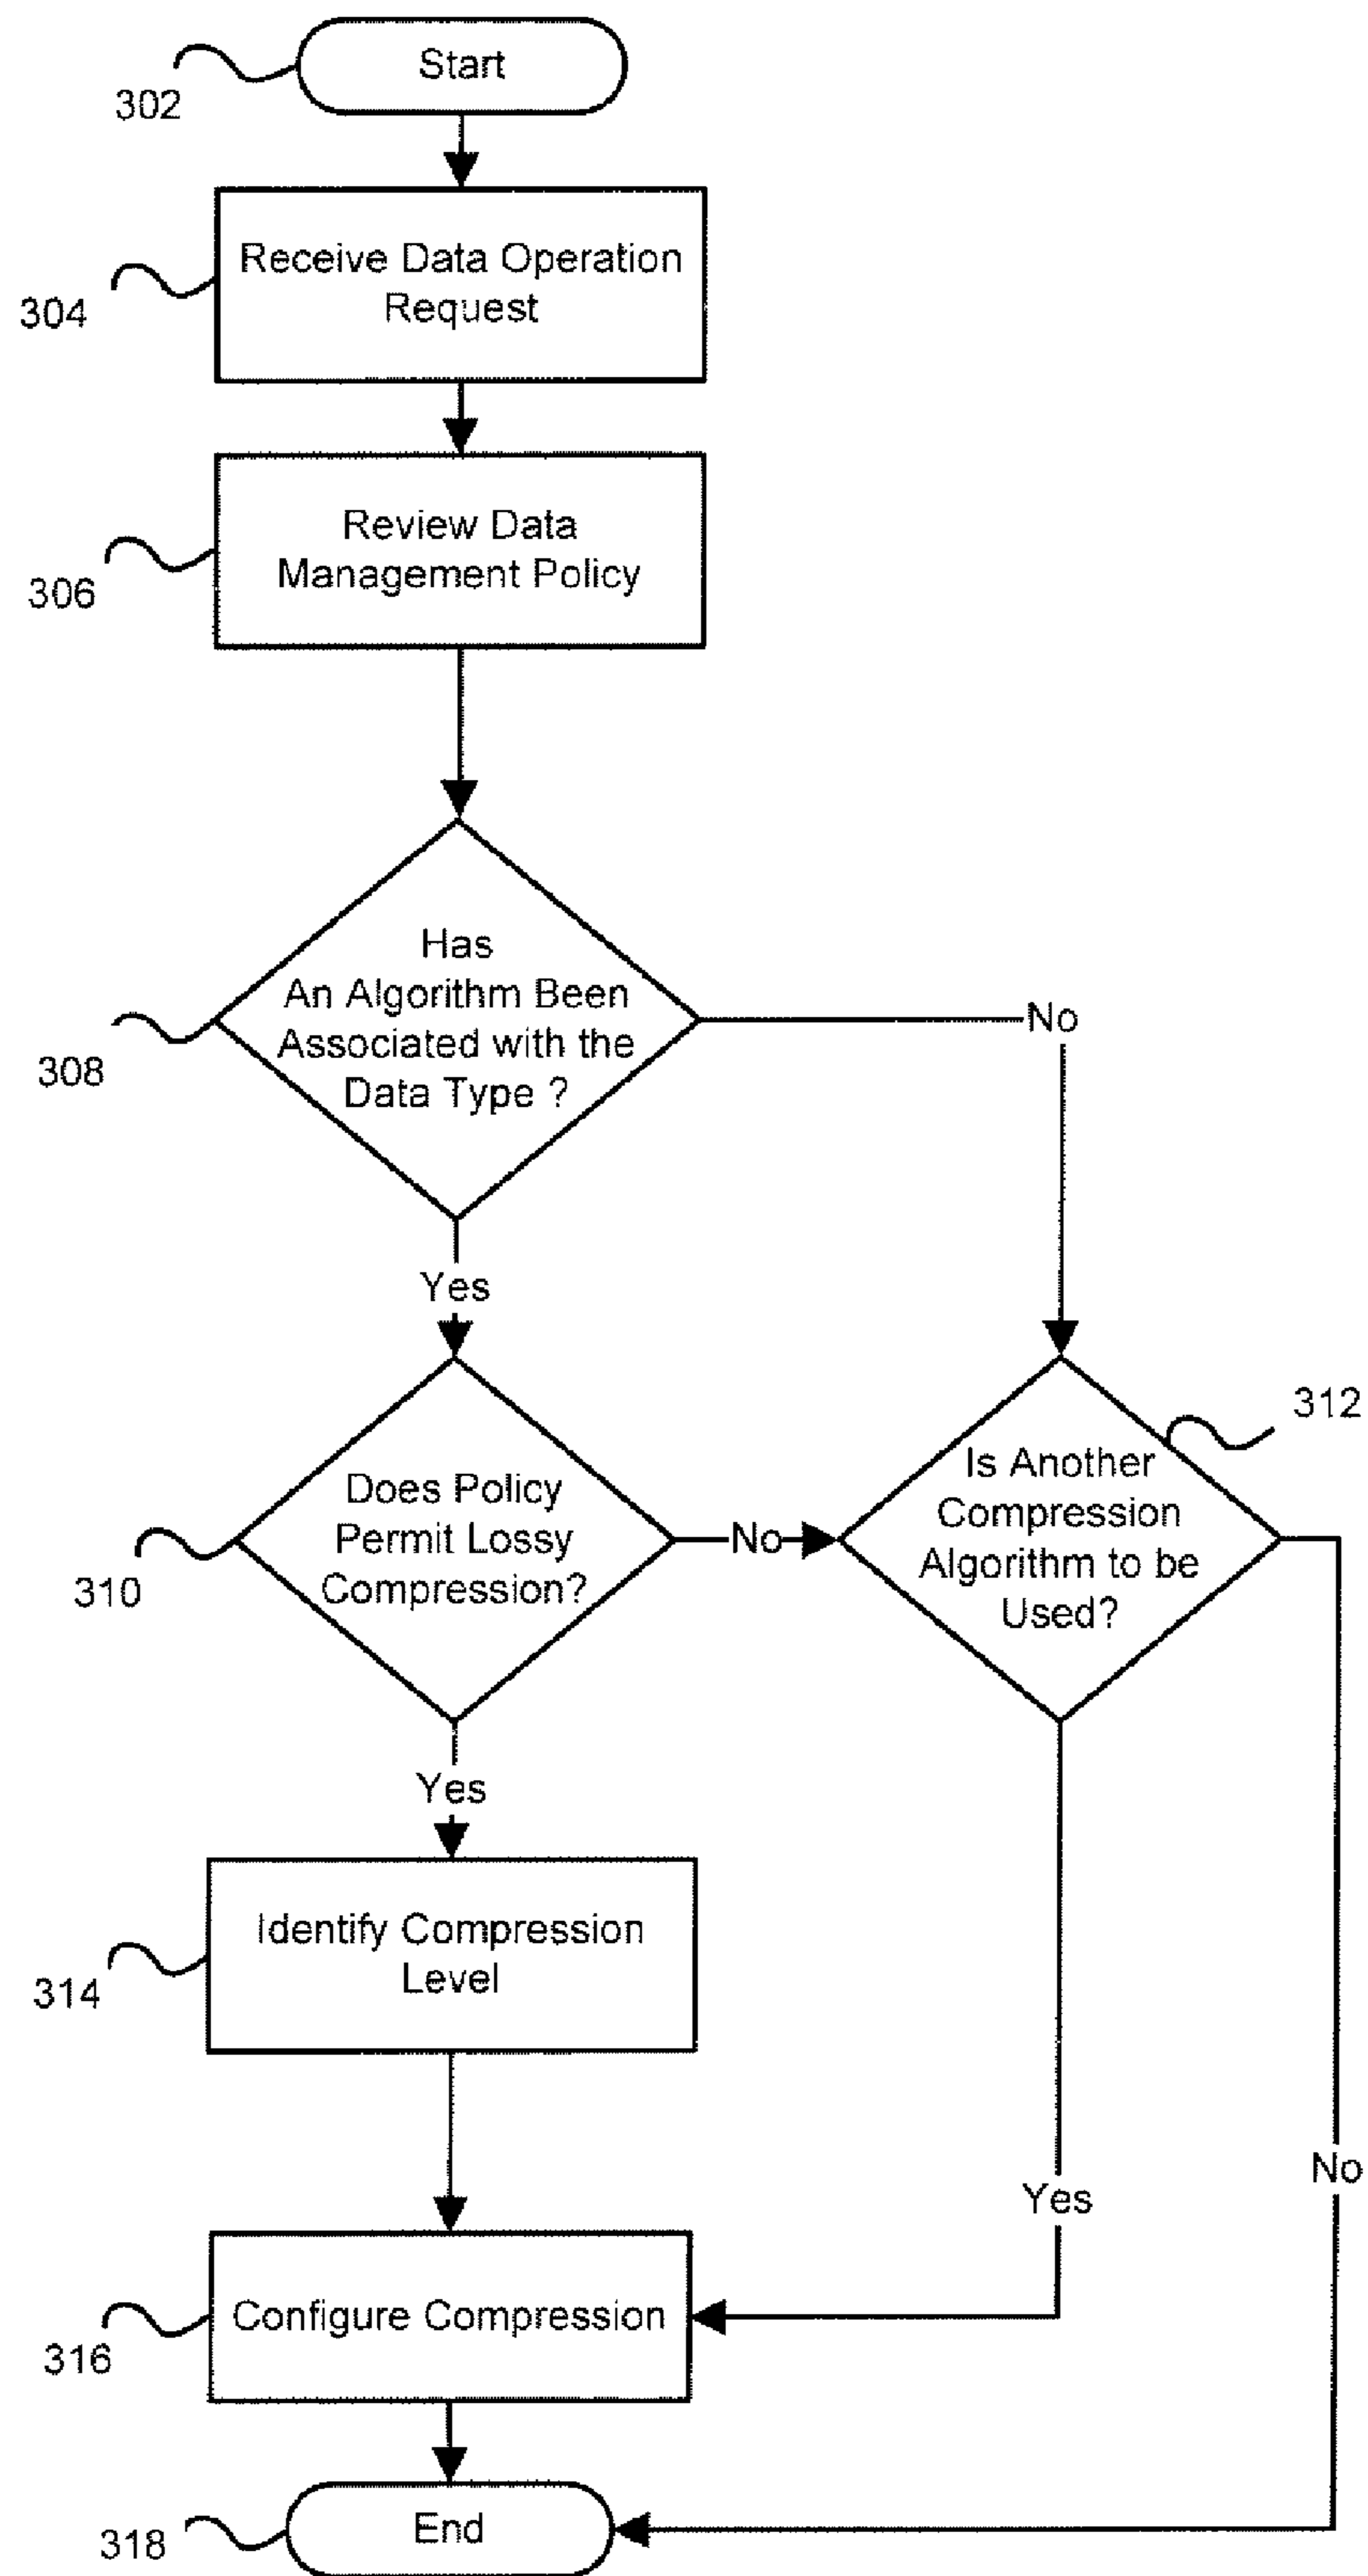 Start
302
Receive Data Operation
Request
304
Review Data
Management Policy
306
Has
An Algorithm Been
Associated with the
Data Type ?
308
No
Yes
312
Is Another
Compression
Algorithm to be
Used?
Does Policy
Permit Lossy
Compression?
No
310
Yes
Identify Compression
Level
314
No
Yes
Configure Compression
316
End
318